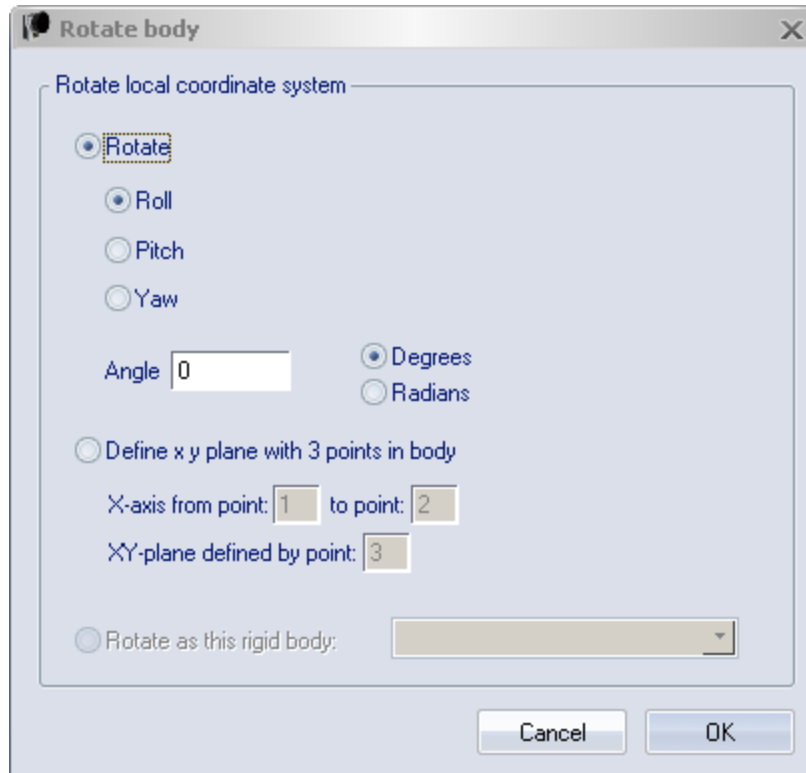 Rotate body
Rotate local coordinate system
Rotate
Roll
Pitch
Yaw
Angle 0 Degrees
Radians
Define x y plane with 3 points in body
X-axis from point: 1 to point: 2
XY-plane defined by point: 3
Rotate as this rigid body:
Cancel OK